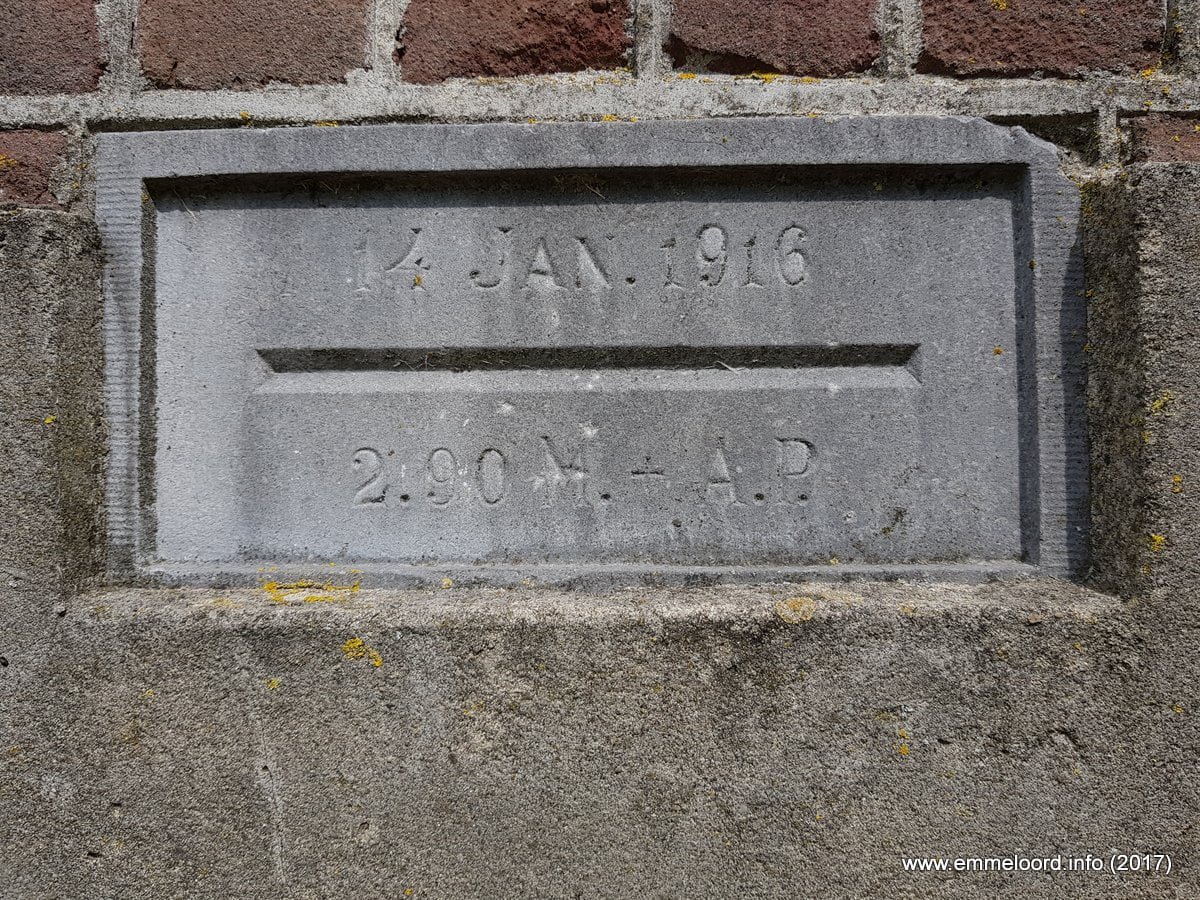 14 JAN. 1916
2.90 M. + A.P.
www.emmeloord.info (2017)